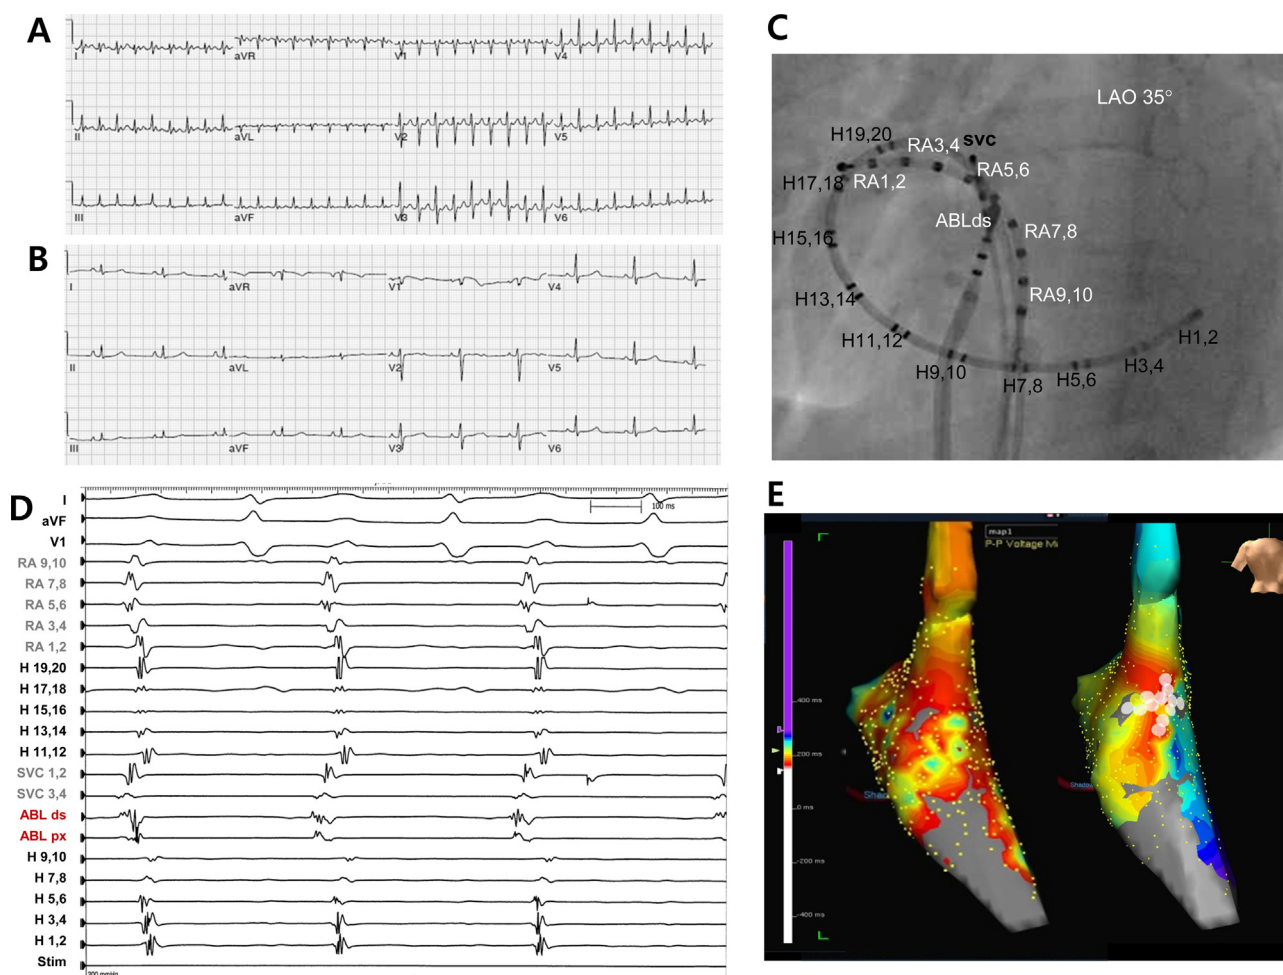 A
I
aVR
V1
V4
II
aVL
V2
V5
III
aVF
V3
V6
B
I
aVR
V1
V4
II
aVL
V2
V5
III
aVF
V3
V6
C
LAO 35°
H19,20
RA3,4
svc
H17,18
RA1,2
RA5,6
ABLds
RA7,8
H15,16
H13,14
RA9,10
H11,12
H1,2
H9,10
H7,8
H5,6
H3,4
D
I
100 ms
aVF
V1
RA 9,10
RA 7,8
RA 5,6
RA 3,4
RA 1,2
H 19,20
H 17,18
H 15,16
H 13,14
H 11,12
SVC 1,2
SVC 3,4
ABL ds
ABL px
H 9,10
H 7,8
H 5,6
H 3,4
H 1,2
Stim
200 mmHg
E
map1
P-P Voltage Mi
400 ms
200 ms
0 ms
-200 ms
-400 ms
Shadou
Shadou